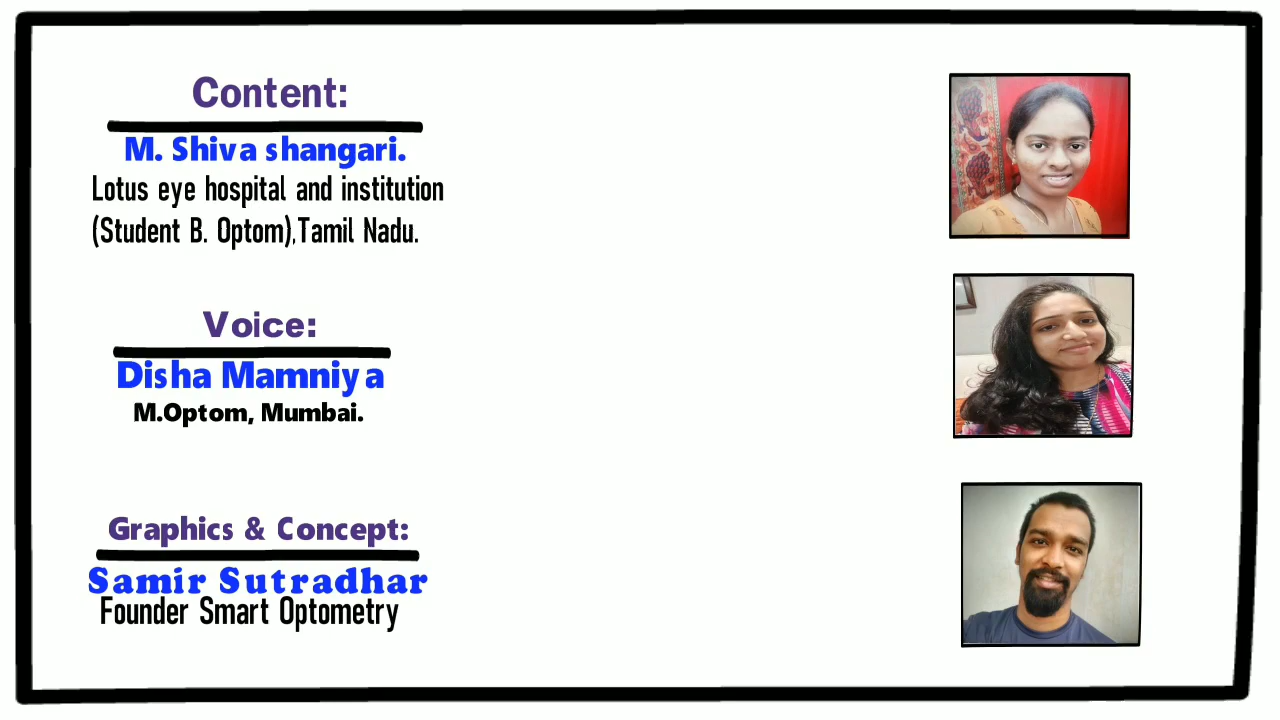 Content:
M. Shiva shangari.
Lotus eye hospital and institution
(Student B. Optom),Tamil Nadu.
Voice:
Disha Mamniya
M.Optom, Mumbai.
Graphics & Concept:
Samir Sutradhar
Founder Smart Optometry